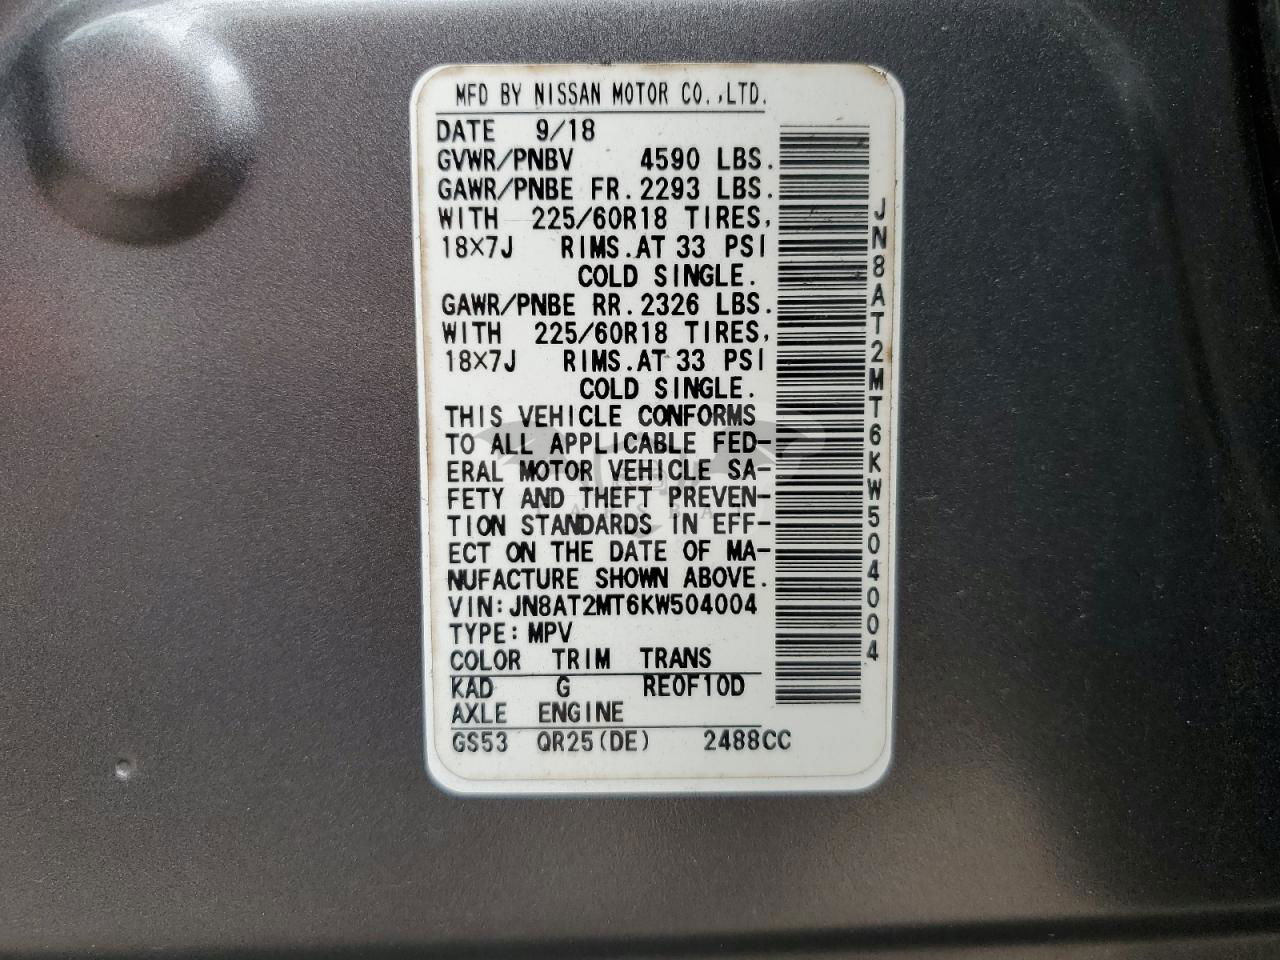 MFD BY NISSAN MOTOR CO.,LTD.
DATE 9/18
GVWR/PNBV 4590 LBS.
GAWR/PNBE FR.2293 LBS.
WITH 225/60R18 TIRES,
18×7J RIMS.AT 33 PSI
COLD SINGLE.
GAWR/PNBE RR.2326 LBS.
WITH 225/60R18 TIRES,
18×7J RIMS.AT 33 PSI
COLD SINGLE.
THIS VEHICLE CONFORMS
TO ALL APPLICABLE FED-
ERAL MOTOR VEHICLE SA-
FETY AND THEFT PREVEN-
TION STANDARDS IN EFF-
ECT ON THE DATE OF MA-
NUFACTURE SHOWN ABOVE.
VIN:JN8AT2MT6KW504004
TYPE:MPV
COLOR TRIM TRANS
KAD G RE0F10D
AXLE ENGINE
GS53 QR25(DE) 2488CC
JN8AT2MT6KW504004